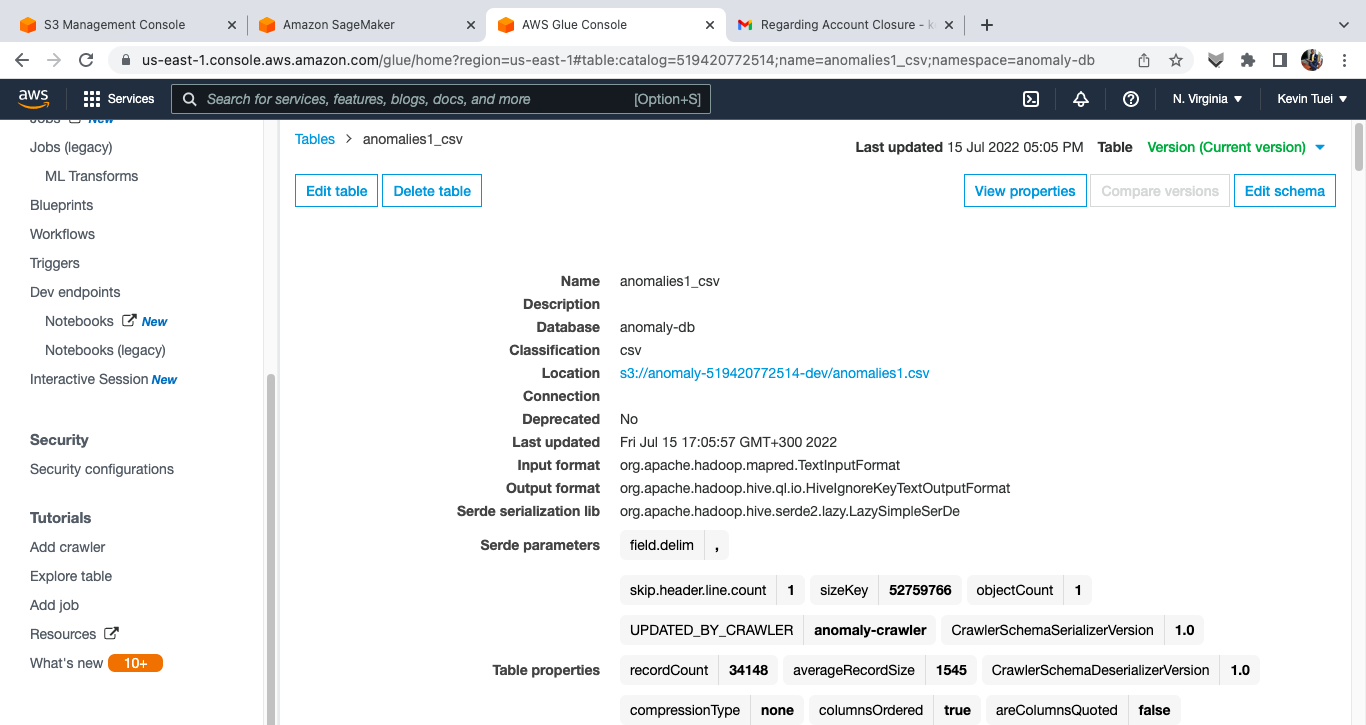 S3 Management Console
Amazon SageMaker
AWS Glue Console
Regarding Account Closure - k
us-east-1.console.aws.amazon.com/glue/home?region=us-east-1#table:catalog=519420772514;name=anomalies1_csv;namespace=anomaly-db
aws Services Search for services, features, blogs, docs, and more [Option+S] N. Virginia Kevin Tuei
Jobs New
Jobs (legacy)
ML Transforms
Blueprints
Workflows
Triggers
Dev endpoints
Notebooks New
Notebooks (legacy)
Interactive Session New
Security
Security configurations
Tutorials
Add crawler
Explore table
Add job
Resources
What's new 10+
Tables > anomalies1_csv
Last updated 15 Jul 2022 05:05 PM Table Version (Current version)
Edit table Delete table View properties Compare versions Edit schema
Name anomalies1_csv
Description
Database anomaly-db
Classification csv
Location s3://anomaly-519420772514-dev/anomalies1.csv
Connection
Deprecated No
Last updated Fri Jul 15 17:05:57 GMT+300 2022
Input format org.apache.hadoop.mapred.TextInputFormat
Output format org.apache.hadoop.hive.ql.io.HiveIgnoreKeyTextOutputFormat
Serde serialization lib org.apache.hadoop.hive.serde2.lazy.LazySimpleSerDe
Serde parameters field.delim ,
skip.header.line.count 1 sizeKey 52759766 objectCount 1
UPDATED_BY_CRAWLER anomaly-crawler CrawlerSchemaSerializerVersion 1.0
Table properties recordCount 34148 averageRecordSize 1545 CrawlerSchemaDeserializerVersion 1.0
compressionType none columnsOrdered true areColumnsQuoted false